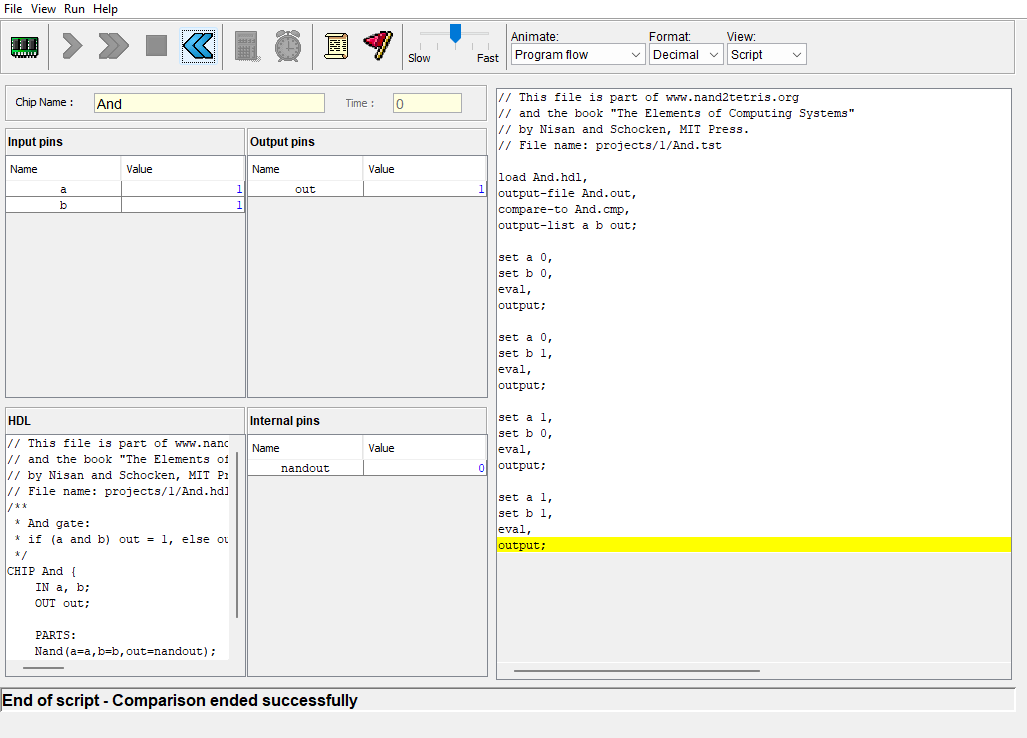 File View Run Help
Animate: Format: View:
Slow Fast Program flow Decimal Script
Chip Name : And Time : 0
Input pins
Name Value
a 1
b 1
Output pins
Name Value
out 1
HDL
// This file is part of www.nand
// and the book "The Elements of
// by Nisan and Schocken, MIT Pr
// File name: projects/1/And.hdl
/**
* And gate:
* if (a and b) out = 1, else ou
*/
CHIP And {
IN a, b;
OUT out;
PARTS:
Nand(a=a,b=b,out=nandout);
Internal pins
Name Value
nandout 0
// This file is part of www.nand2tetris.org
// and the book "The Elements of Computing Systems"
// by Nisan and Schocken, MIT Press.
// File name: projects/1/And.tst
load And.hdl,
output-file And.out,
compare-to And.cmp,
output-list a b out;
set a 0,
set b 0,
eval,
output;
set a 0,
set b 1,
eval,
output;
set a 1,
set b 0,
eval,
output;
set a 1,
set b 1,
eval,
output;
End of script - Comparison ended successfully